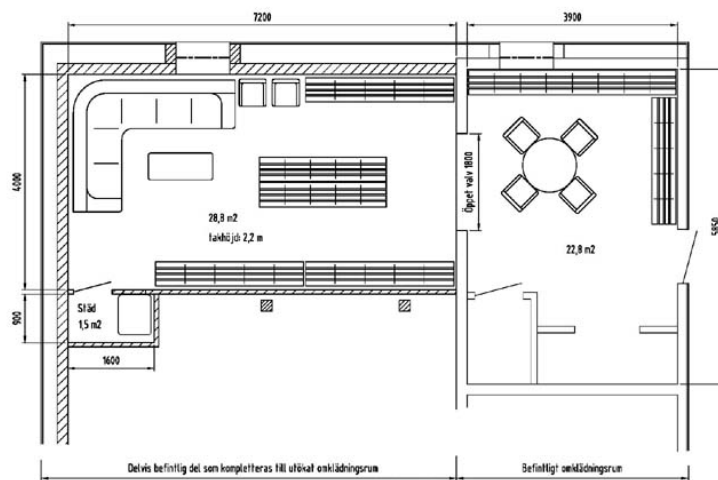 7200
3900
4000
Öppet valv 1800
28,8 m2
takhöjd: 2,2 m
22,8 m2
5850
Städ
1,5 m2
900
1600
Delvis befintlig del som kompletteras till utökat omklädningsrum
Befintligt omklädningsrum